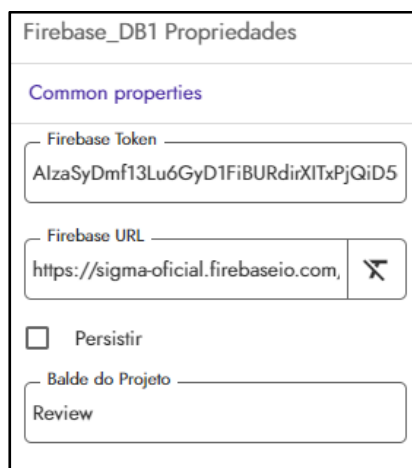 Firebase_DB1 Propriedades
Common properties
Firebase Token
AIzaSyDmf13Lu6GyD1FiBURdirXITxPjQiD5
Firebase URL
https://sigma-oficial.firebaseio.com/
Persistir
Balde do Projeto
Review